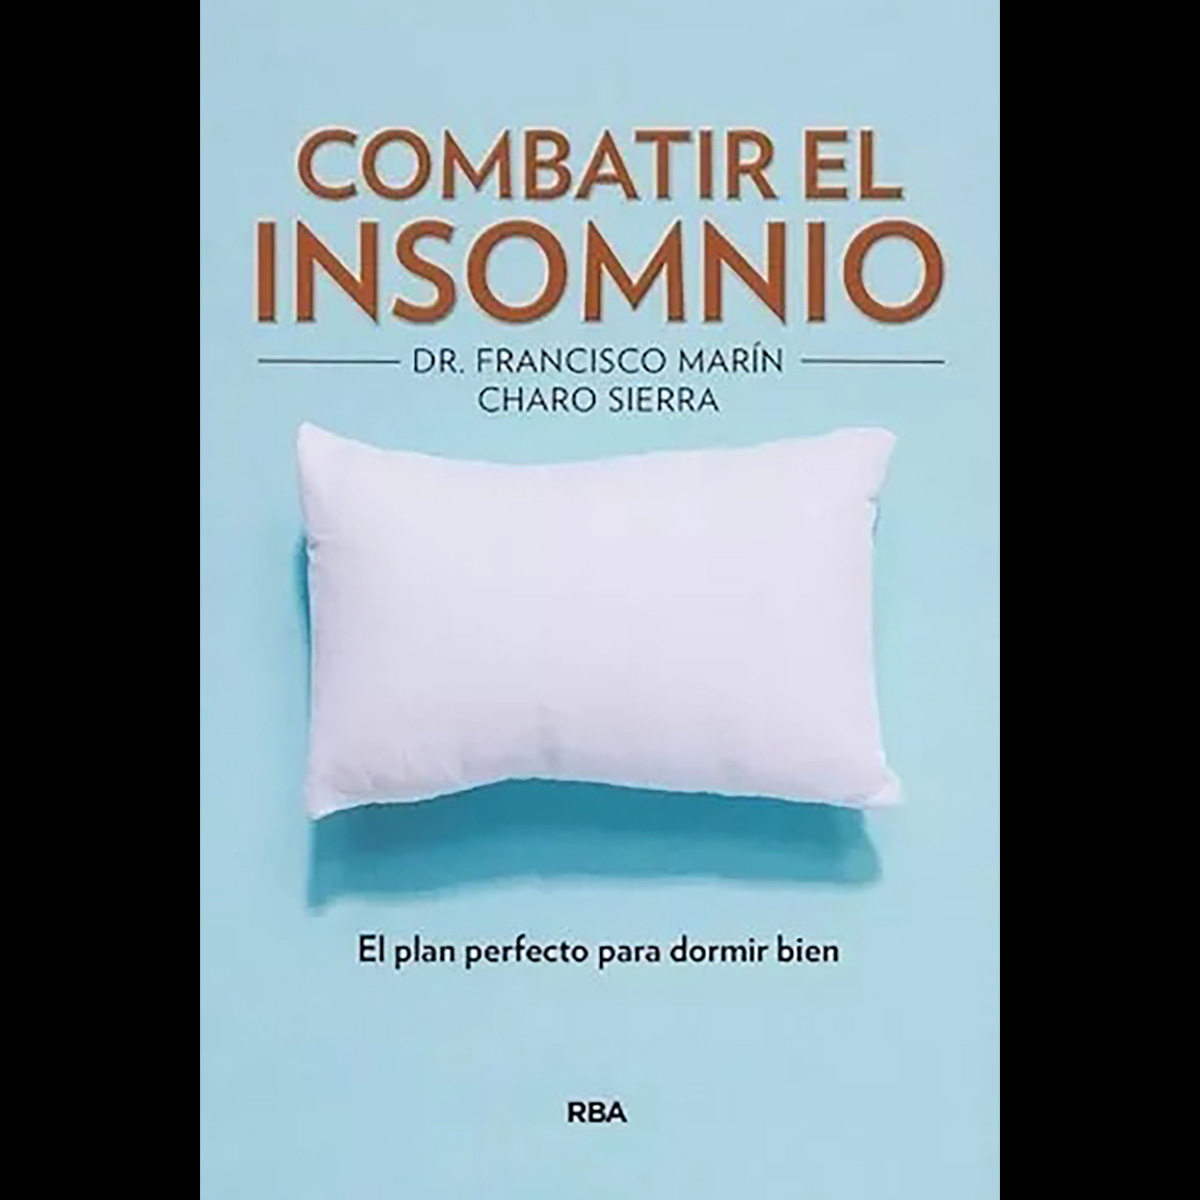 COMBATIR EL
INSOMNIO
DR. FRANCISCO MARÍN
CHARO SIERRA
El plan perfecto para dormir bien
RBA